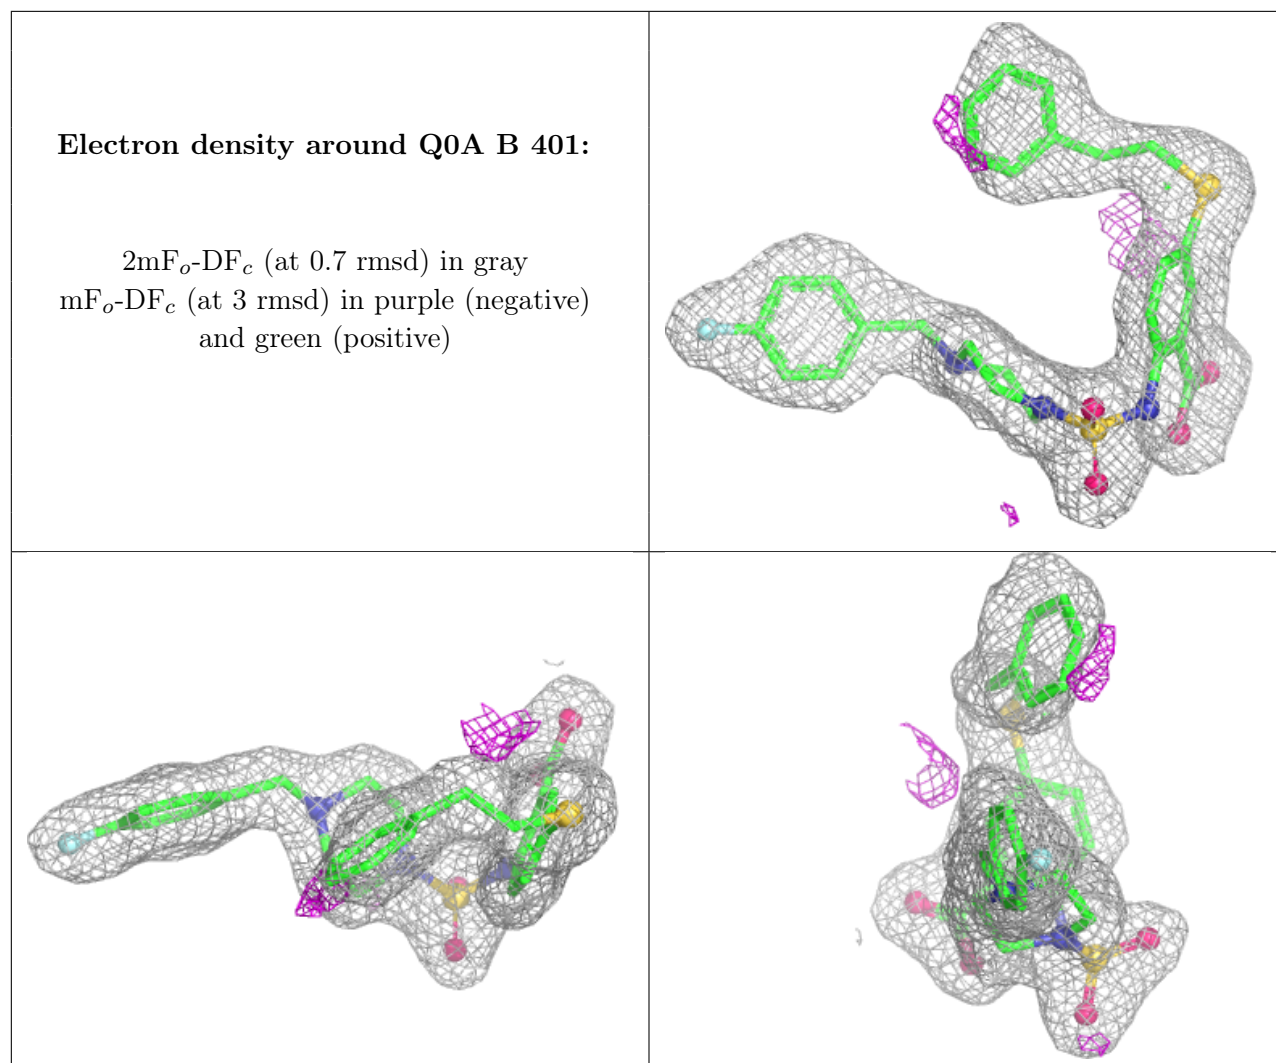 Electron density around Q0A B 401:
2mFo-DFc (at 0.7 rmsd) in gray
mFo-DFc (at 3 rmsd) in purple (negative)
and green (positive)